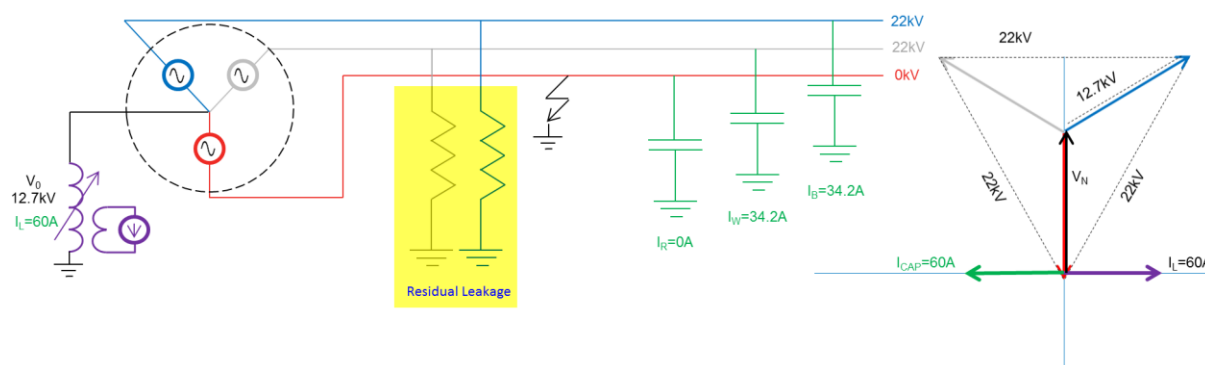 22kV
22kV
0kV
V0
12.7kV
IL=60A
Residual Leakage
IR=0A
IW=34.2A
IB=34.2A
22kV
12.7kV
22kV
VN
22kV
ICAP=60A
IL=60A